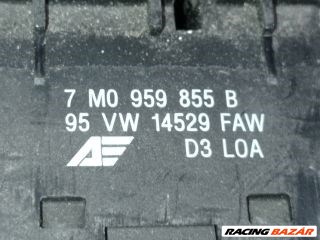 7 M0 959 855 B
95 VW 14529 FAW
AE D3 L0A
RACING BAZÁR